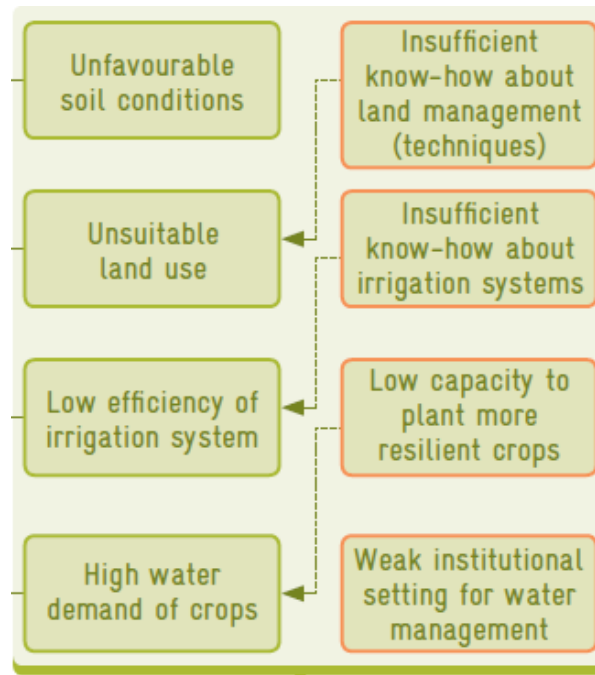 Unfavourable
soil conditions
Insufficient
know-how about
land management
(techniques)
Unsuitable
land use
Insufficient
know-how about
irrigation systems
Low efficiency of
irrigation system
Low capacity to
plant more
resilient crops
High water
demand of crops
Weak institutional
setting for water
management